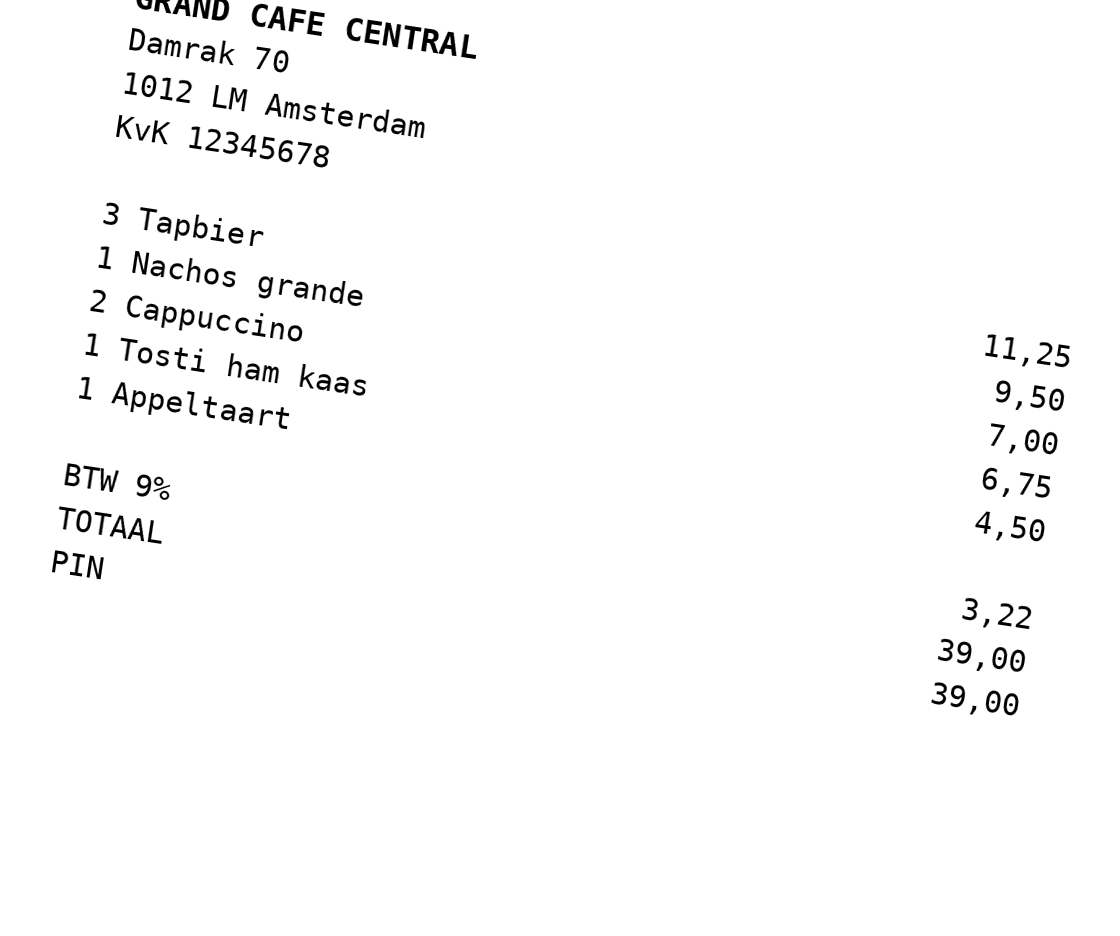 GRAND CAFE CENTRAL
Damrak 70
1012 LM Amsterdam
KvK 12345678
3 Tapbier 11,25
1 Nachos grande 9,50
2 Cappuccino 7,00
1 Tosti ham kaas 6,75
1 Appeltaart 4,50
BTW 9% 3,22
TOTAAL 39,00
PIN 39,00